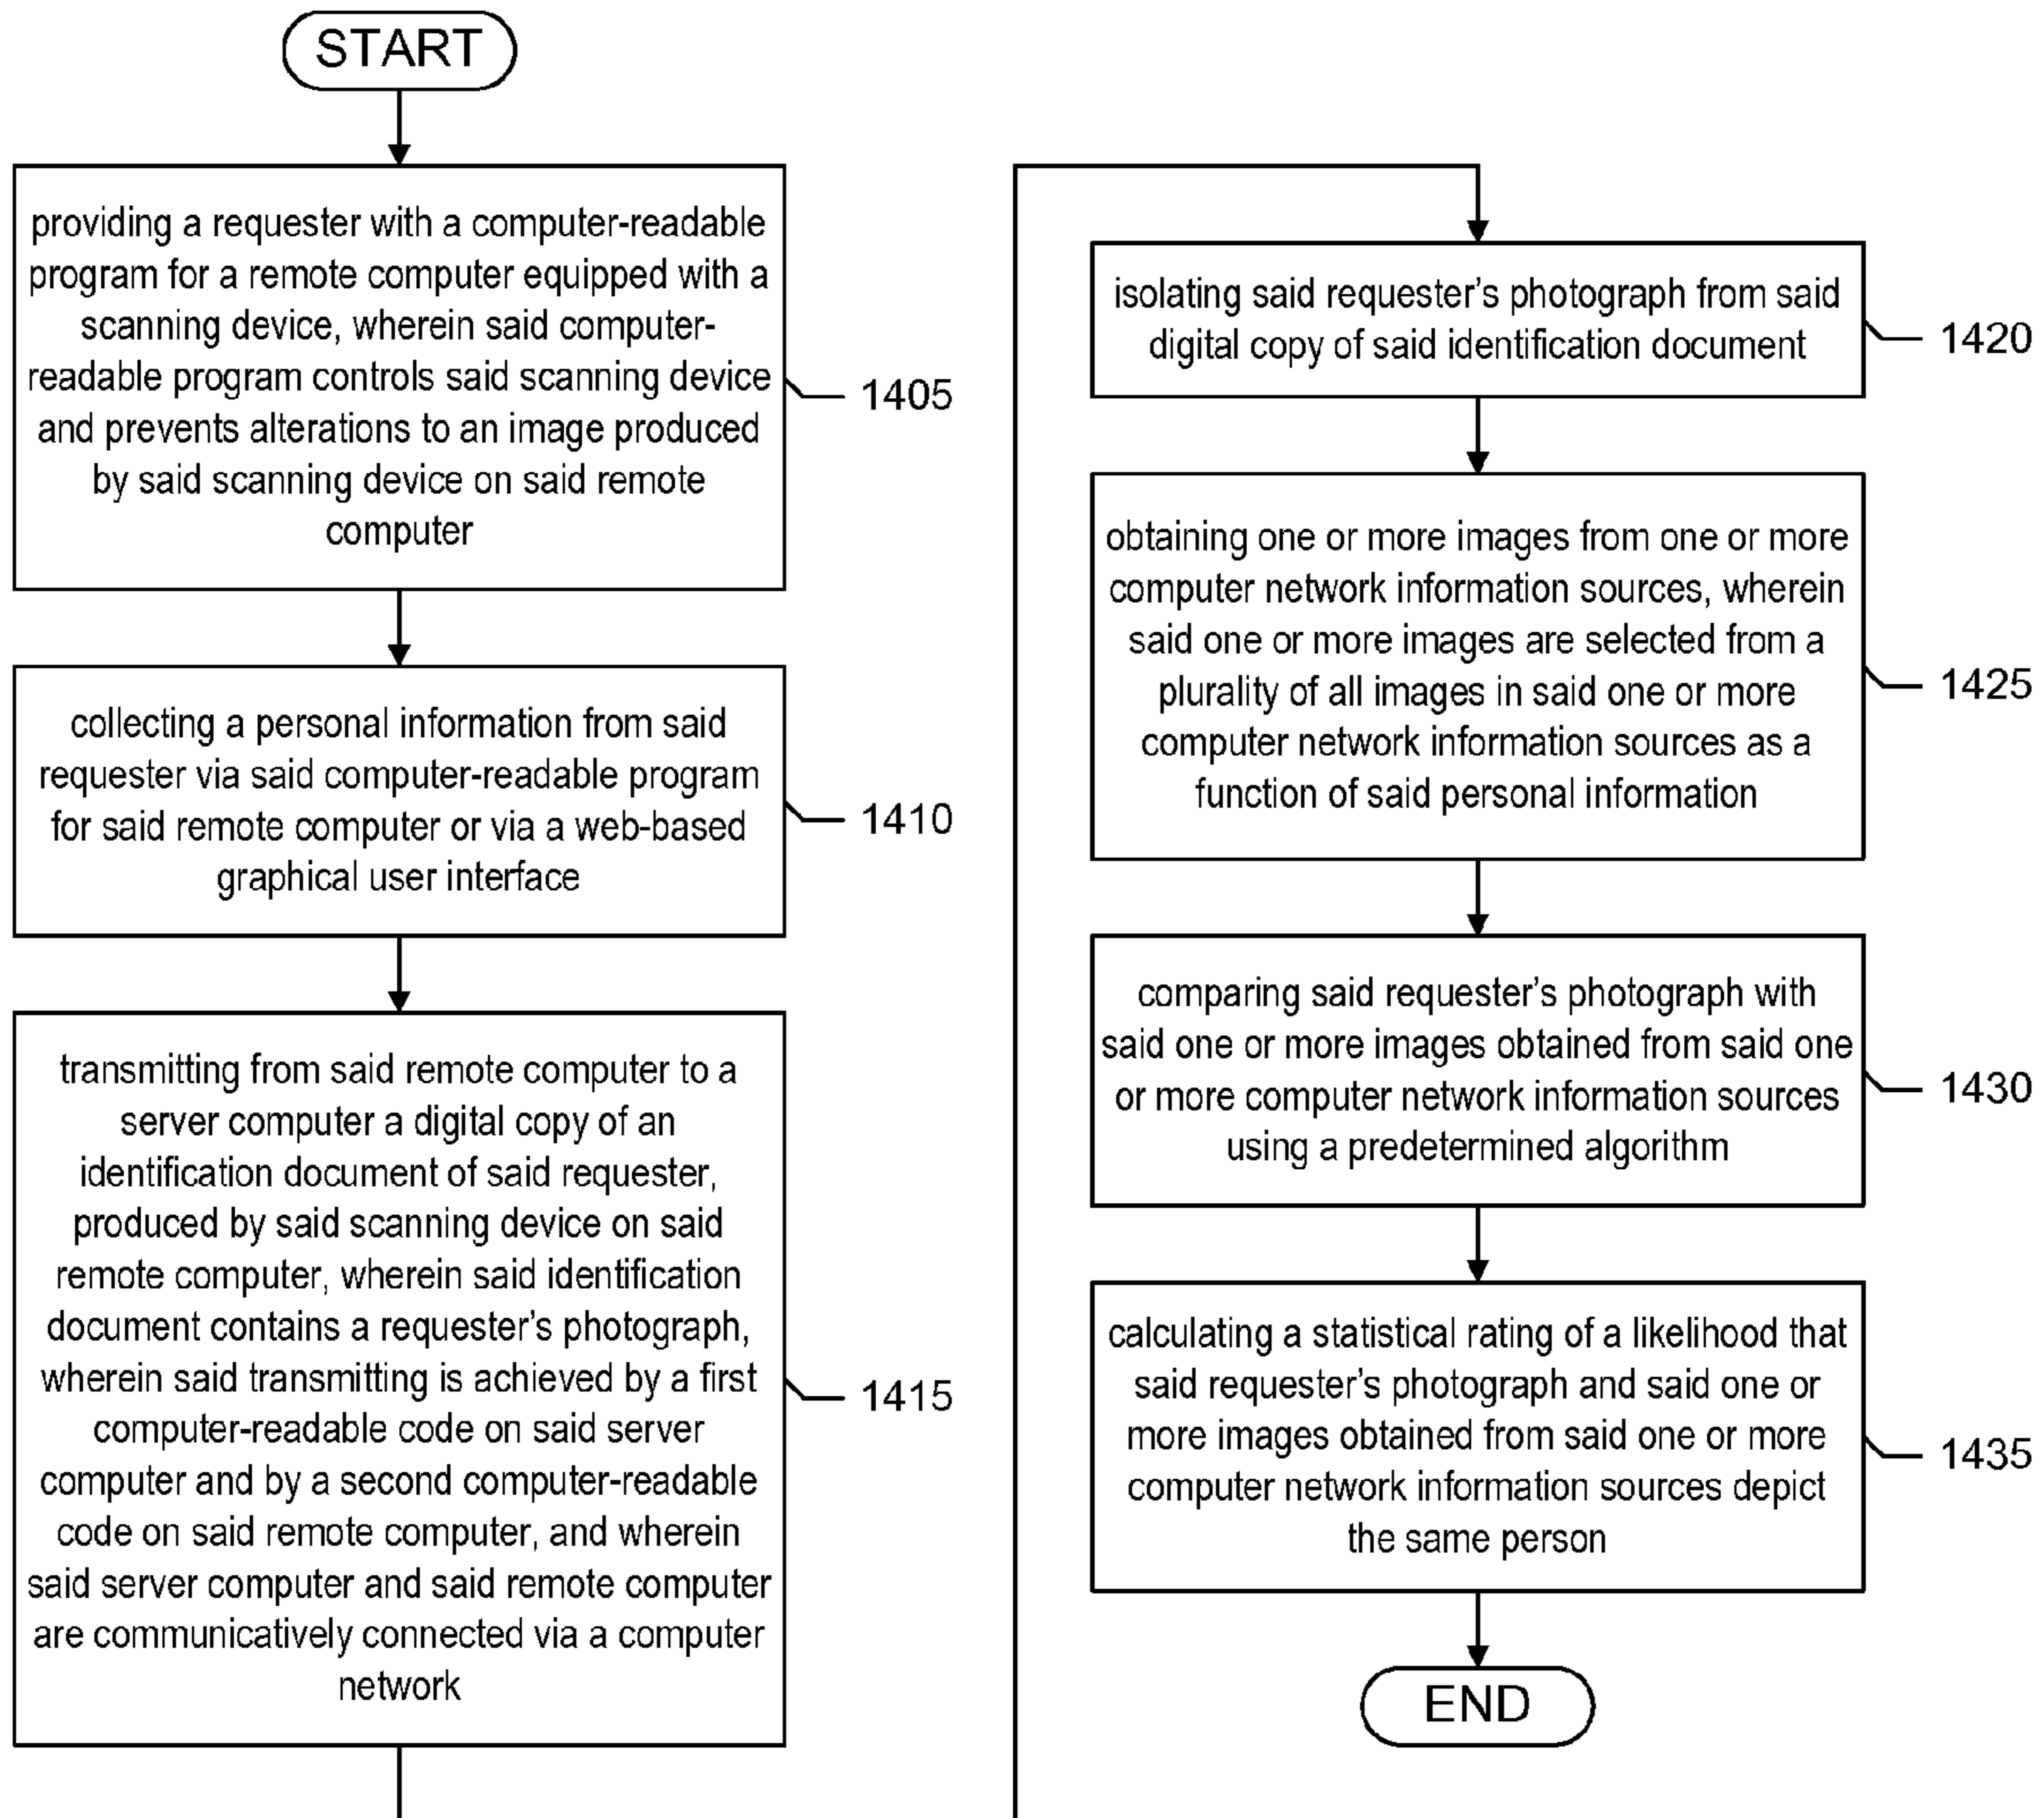 START
providing a requester with a computer-readable
program for a remote computer equipped with a
scanning device, wherein said computer-
readable program controls said scanning device
and prevents alterations to an image produced
by said scanning device on said remote
computer
1405
collecting a personal information from said
requester via said computer-readable program
for said remote computer or via a web-based
graphical user interface
1410
transmitting from said remote computer to a
server computer a digital copy of an
identification document of said requester,
produced by said scanning device on said
remote computer, wherein said identification
document contains a requester's photograph,
wherein said transmitting is achieved by a first
computer-readable code on said server
computer and by a second computer-readable
code on said remote computer, and wherein
said server computer and said remote computer
are communicatively connected via a computer
network
1415
isolating said requester's photograph from said
digital copy of said identification document
1420
obtaining one or more images from one or more
computer network information sources, wherein
said one or more images are selected from a
plurality of all images in said one or more
computer network information sources as a
function of said personal information
1425
comparing said requester's photograph with
said one or more images obtained from said one
or more computer network information sources
using a predetermined algorithm
1430
calculating a statistical rating of a likelihood that
said requester's photograph and said one or
more images obtained from said one or more
computer network information sources depict
the same person
1435
END